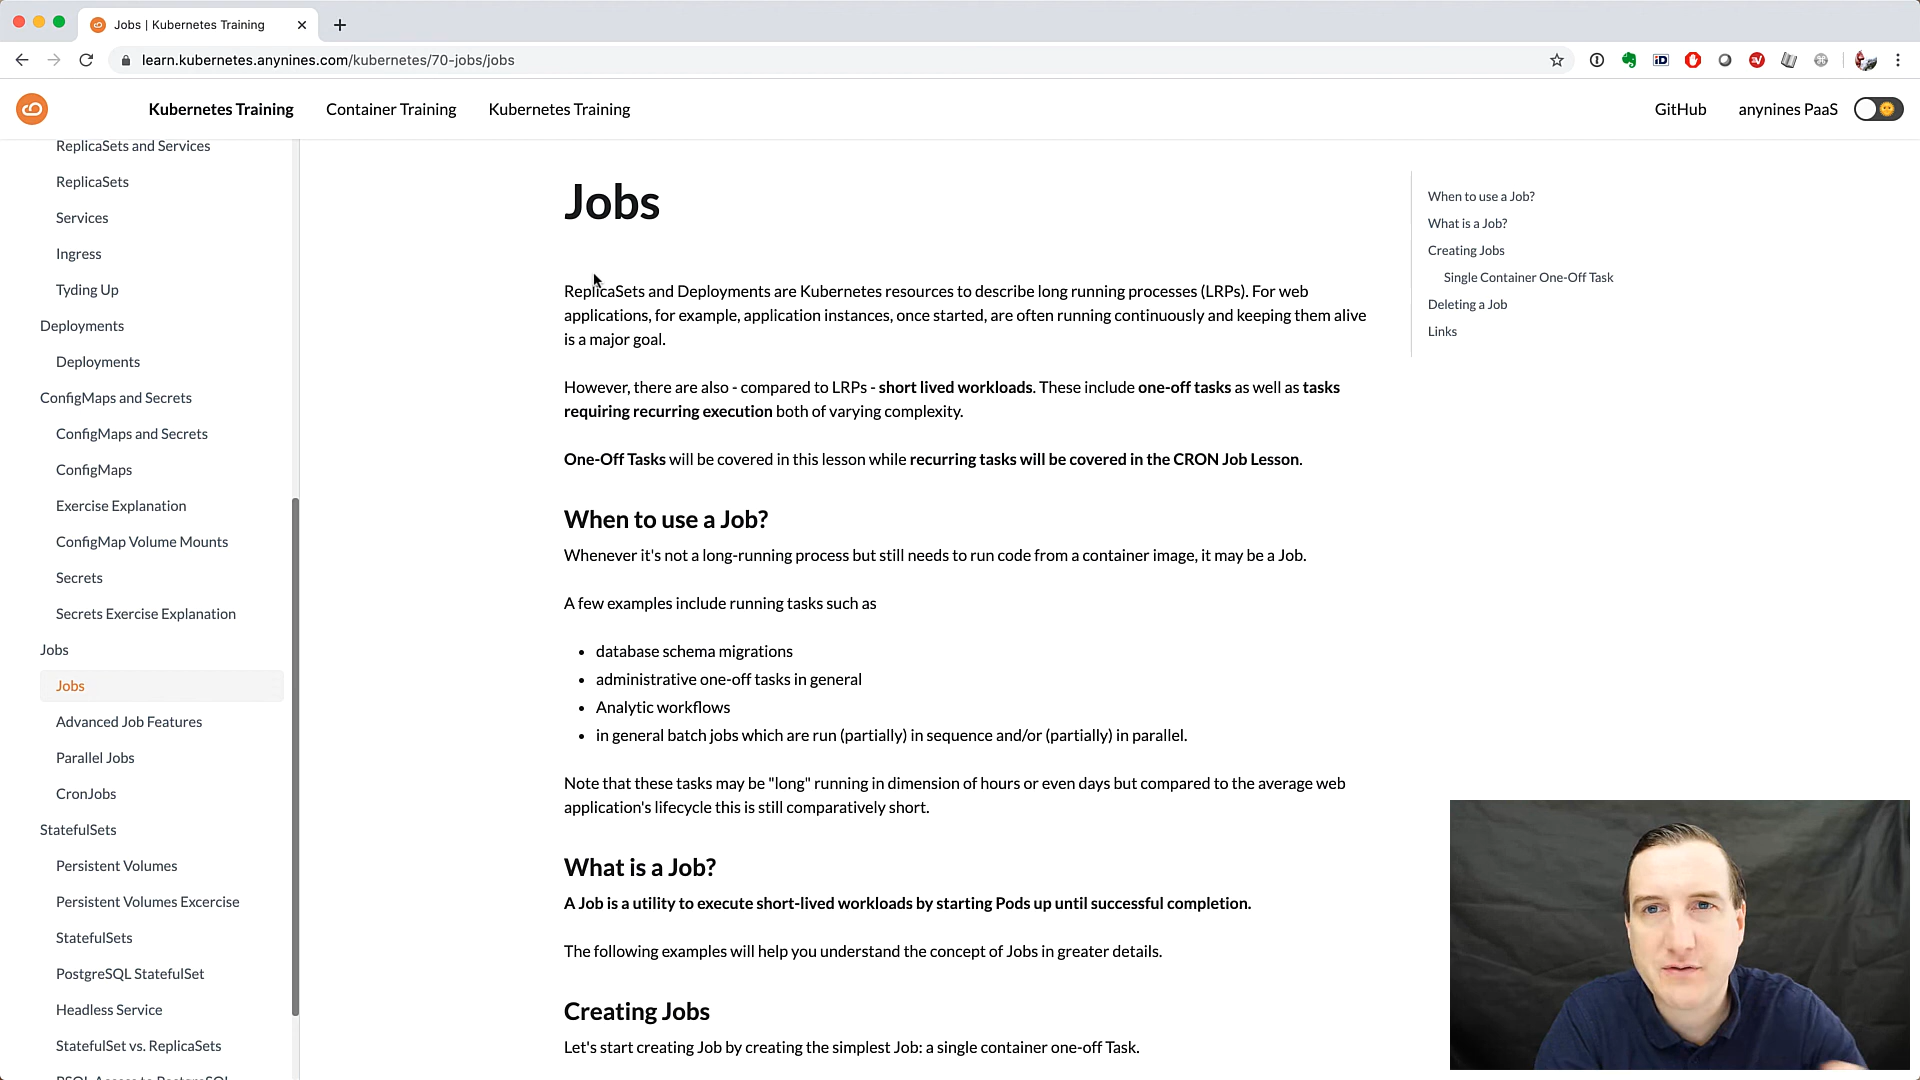 Jobs | Kubernetes Training
learn.kubernetes.anynines.com/kubernetes/70-jobs/jobs
Kubernetes Training
Container Training
Kubernetes Training
GitHub
anynines PaaS
ReplicaSets and Services
ReplicaSets
Services
Ingress
Tyding Up
Deployments
Deployments
ConfigMaps and Secrets
ConfigMaps and Secrets
ConfigMaps
Exercise Explanation
ConfigMap Volume Mounts
Secrets
Secrets Exercise Explanation
Jobs
Jobs
Advanced Job Features
Parallel Jobs
CronJobs
StatefulSets
Persistent Volumes
Persistent Volumes Excercise
StatefulSets
PostgreSQL StatefulSet
Headless Service
StatefulSet vs. ReplicaSets
Jobs
ReplicaSets and Deployments are Kubernetes resources to describe long running processes (LRPs). For web
applications, for example, application instances, once started, are often running continuously and keeping them alive
is a major goal.
However, there are also - compared to LRPs - short lived workloads. These include one-off tasks as well as tasks
requiring recurring execution both of varying complexity.
One-Off Tasks will be covered in this lesson while recurring tasks will be covered in the CRON Job Lesson.
When to use a Job?
Whenever it's not a long-running process but still needs to run code from a container image, it may be a Job.
A few examples include running tasks such as
database schema migrations
administrative one-off tasks in general
Analytic workflows
in general batch jobs which are run (partially) in sequence and/or (partially) in parallel.
Note that these tasks may be "long" running in dimension of hours or even days but compared to the average web
application's lifecycle this is still comparatively short.
What is a Job?
A Job is a utility to execute short-lived workloads by starting Pods up until successful completion.
The following examples will help you understand the concept of Jobs in greater details.
Creating Jobs
Let's start creating Job by creating the simplest Job: a single container one-off Task.
When to use a Job?
What is a Job?
Creating Jobs
Single Container One-Off Task
Deleting a Job
Links